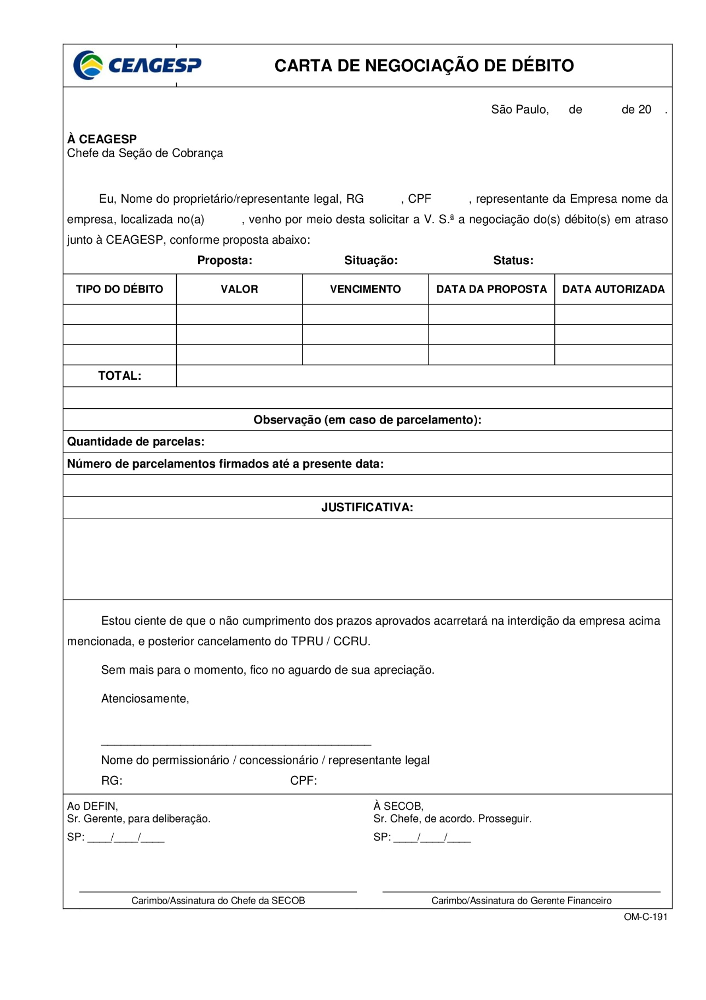 CEAGESP
CARTA DE NEGOCIAÇÃO DE DÉBITO
São Paulo, de de 20 .
À CEAGESP
Chefe da Seção de Cobrança
Eu, Nome do proprietário/representante legal, RG , CPF , representante da Empresa nome da
empresa, localizada no(a) , venho por meio desta solicitar a V. S.ª a negociação do(s) débito(s) em atraso
junto à CEAGESP, conforme proposta abaixo:
Proposta: Situação: Status:
TIPO DO DÉBITO VALOR VENCIMENTO DATA DA PROPOSTA DATA AUTORIZADA
TOTAL:
Observação (em caso de parcelamento):
Quantidade de parcelas:
Número de parcelamentos firmados até a presente data:
JUSTIFICATIVA:
Estou ciente de que o não cumprimento dos prazos aprovados acarretará na interdição da empresa acima
mencionada, e posterior cancelamento do TPRU / CCRU.
Sem mais para o momento, fico no aguardo de sua apreciação.
Atenciosamente,
________________________________________
Nome do permissionário / concessionário / representante legal
RG: CPF:
Ao DEFIN, À SECOB,
Sr. Gerente, para deliberação. Sr. Chefe, de acordo. Prosseguir.
SP: ____/____/____ SP: ____/____/____
Carimbo/Assinatura do Chefe da SECOB Carimbo/Assinatura do Gerente Financeiro
OM-C-191